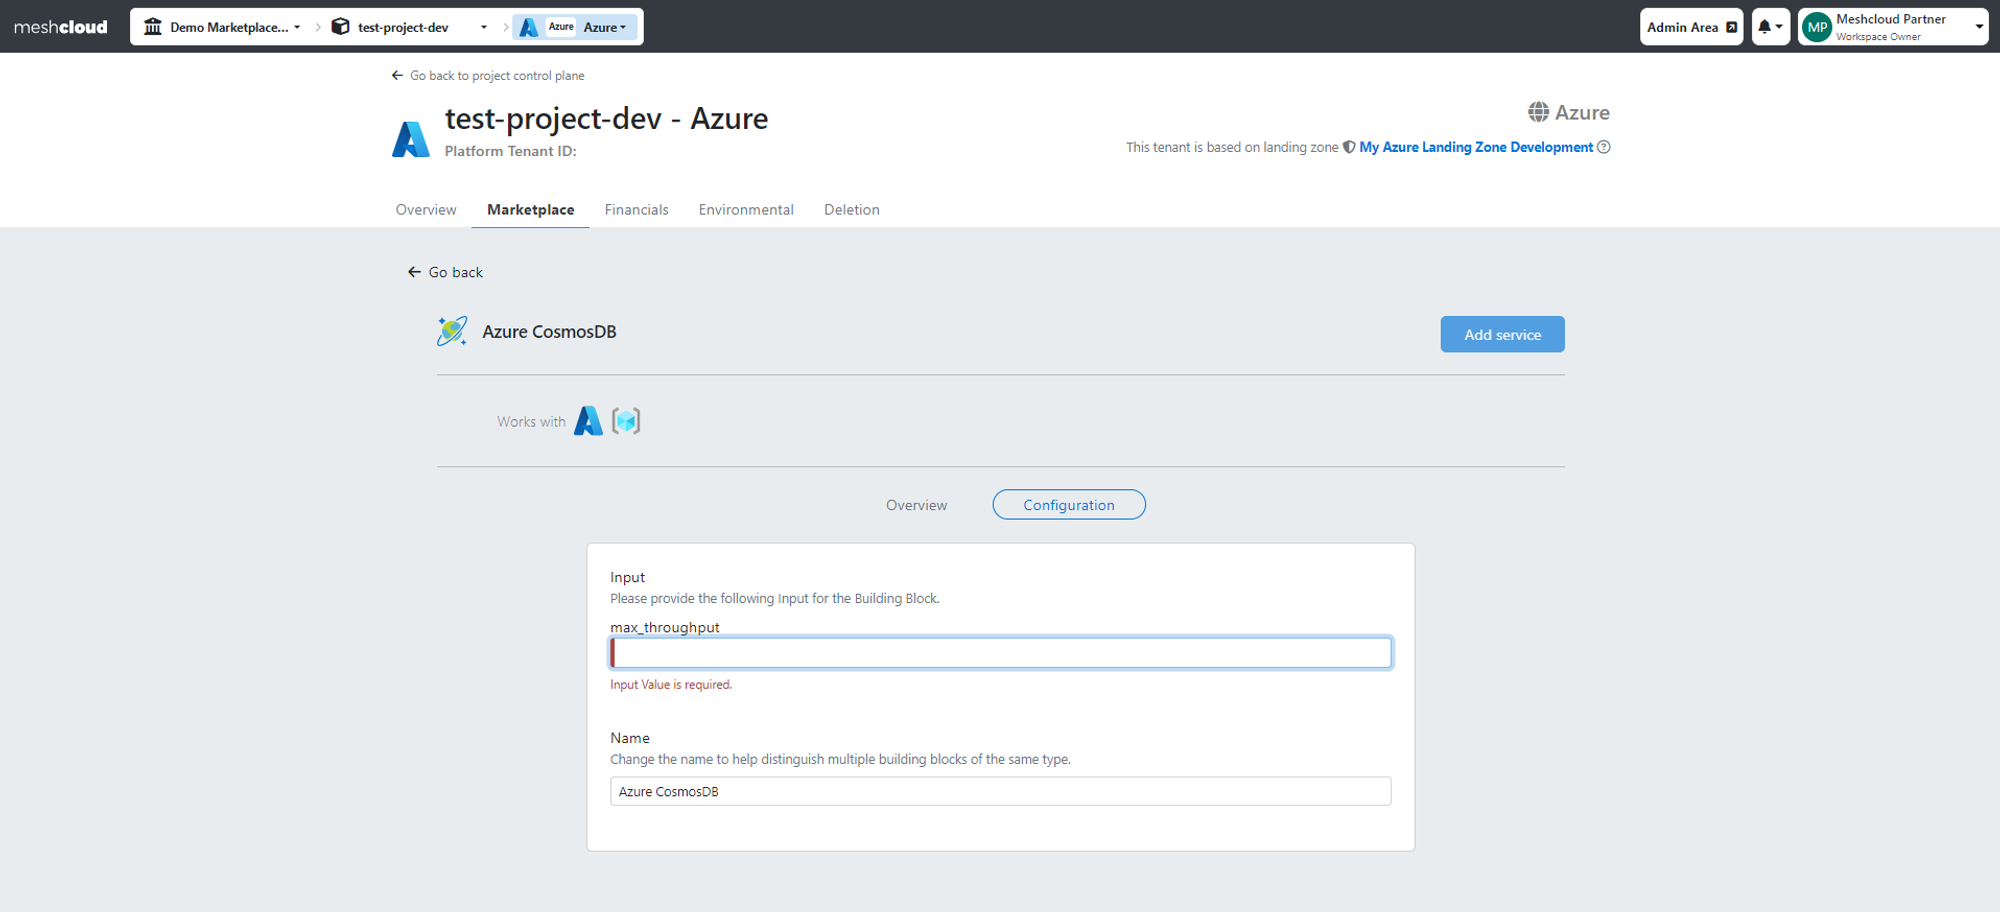 meshcloud
Demo Marketplace...
test-project-dev
Azure
Azure
Admin Area
MP
Meshcloud Partner
Workspace Owner
Go back to project control plane
test-project-dev - Azure
Platform Tenant ID:
Azure
This tenant is based on landing zone My Azure Landing Zone Development
Overview
Marketplace
Financials
Environmental
Deletion
Go back
Azure CosmosDB
Add service
Works with
Overview
Configuration
Input
Please provide the following Input for the Building Block.
max_throughput
Input Value is required.
Name
Change the name to help distinguish multiple building blocks of the same type.
Azure CosmosDB